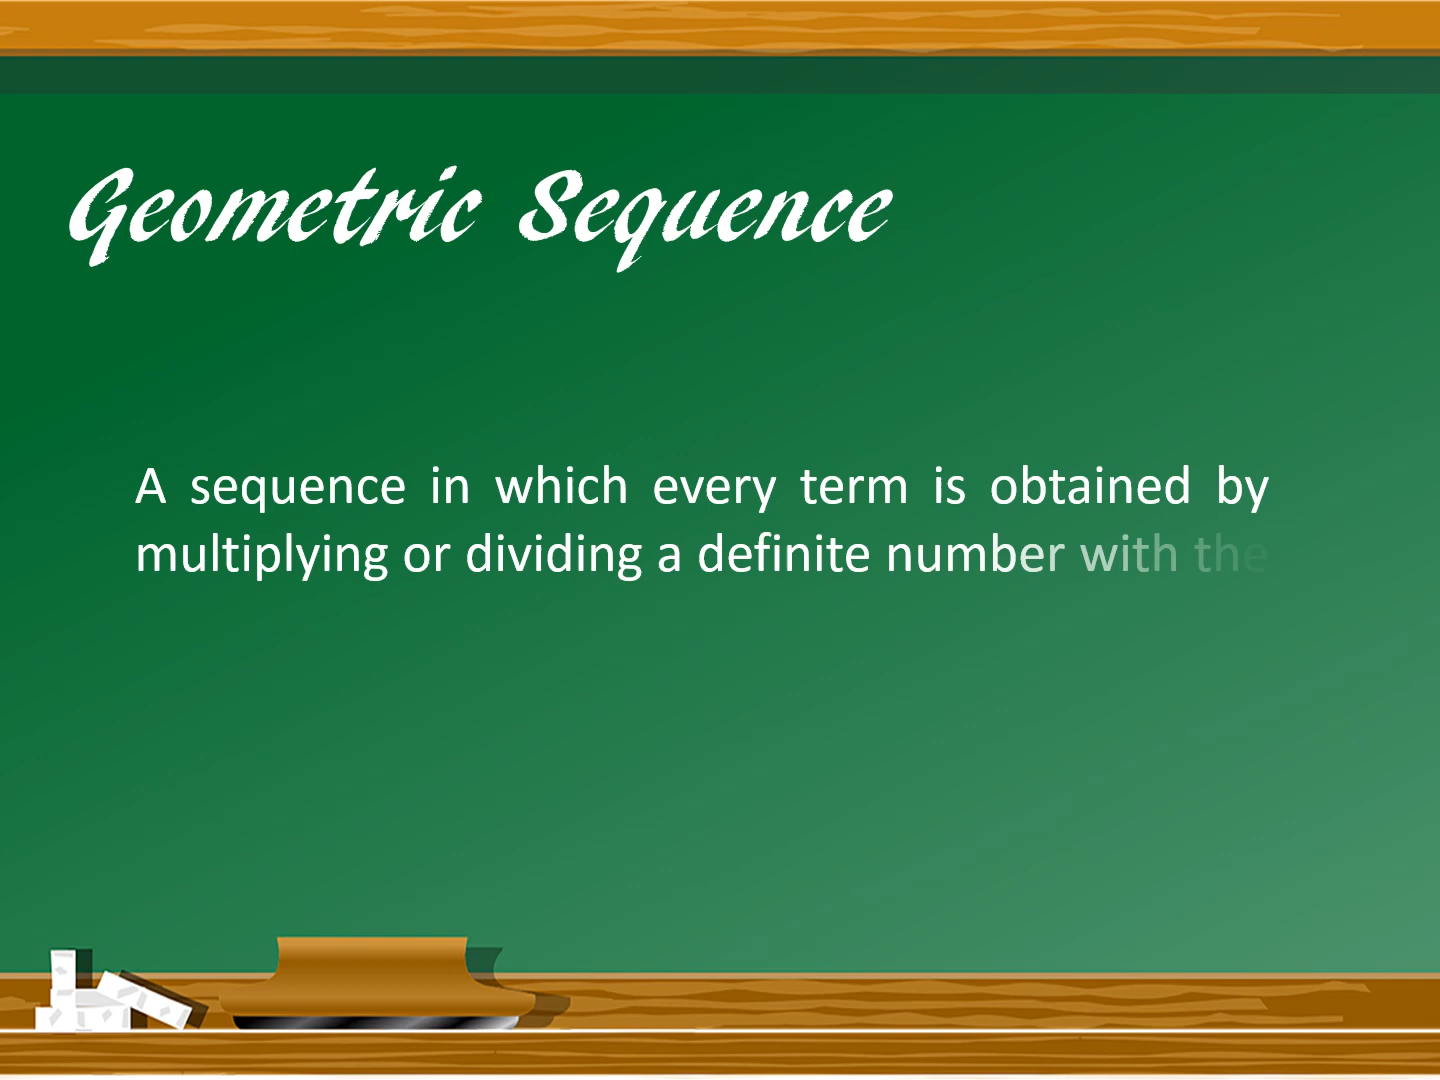 Geometric Sequence
A sequence in which every term is obtained by
multiplying or dividing a definite number with the